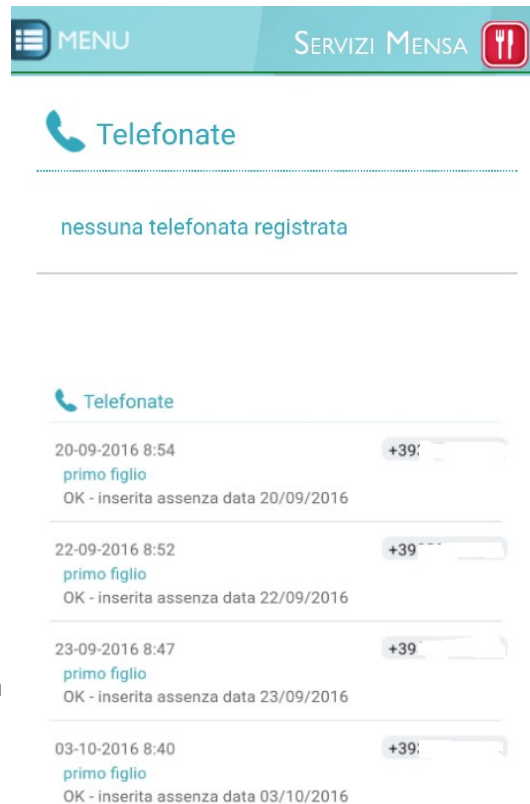 MENU SERVIZI MENSA
Telefonate
nessuna telefonata registrata
Telefonate
20-09-2016 8:54
primo figlio
OK - inserita assenza data 20/09/2016
22-09-2016 8:52 +39
primo figlio
OK - inserita assenza data 22/09/2016
23-09-2016 8:47 +39
primo figlio
OK - inserita assenza data 23/09/2016
03-10-2016 8:40
primo figlio
OK - inserita assenza data 03/10/2016